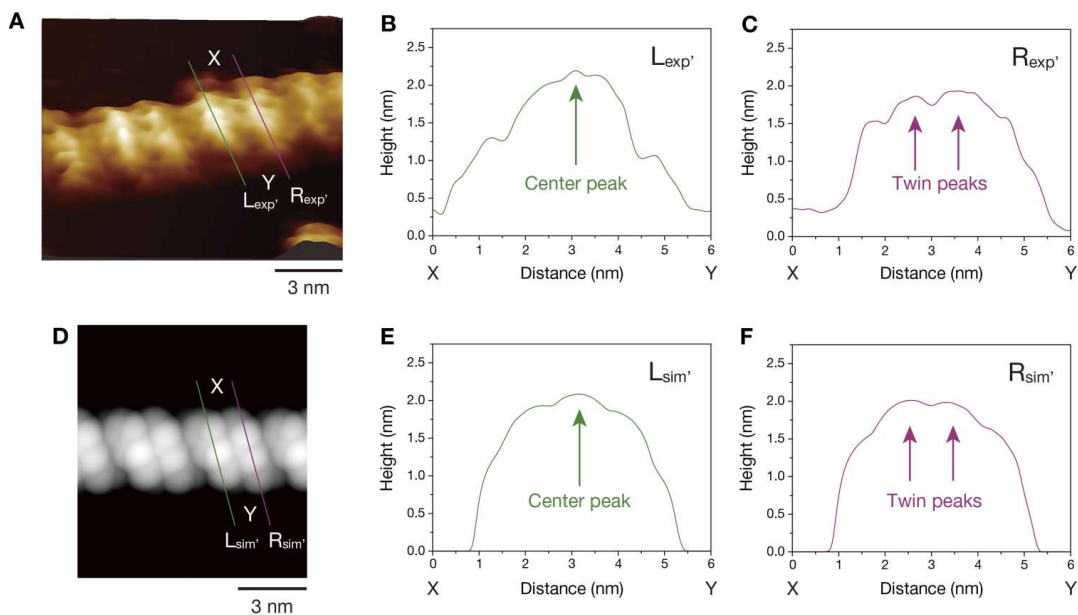 A
X
Y
Lexp'
Rexp'
3 nm
B
Lexp'
Height (nm)
2.5
2.0
1.5
1.0
0.5
0.0
Center peak
0 1 2 3 4 5 6
X Distance (nm) Y
C
Rexp'
Height (nm)
2.5
2.0
1.5
1.0
0.5
0.0
Twin peaks
0 1 2 3 4 5 6
X Distance (nm) Y
D
X
Y
Lsim' Rsim'
3 nm
E
Lsim'
Height (nm)
2.5
2.0
1.5
1.0
0.5
0.0
Center peak
0 1 2 3 4 5 6
X Distance (nm) Y
F
Rsim'
Height (nm)
2.5
2.0
1.5
1.0
0.5
0.0
Twin peaks
0 1 2 3 4 5 6
X Distance (nm) Y